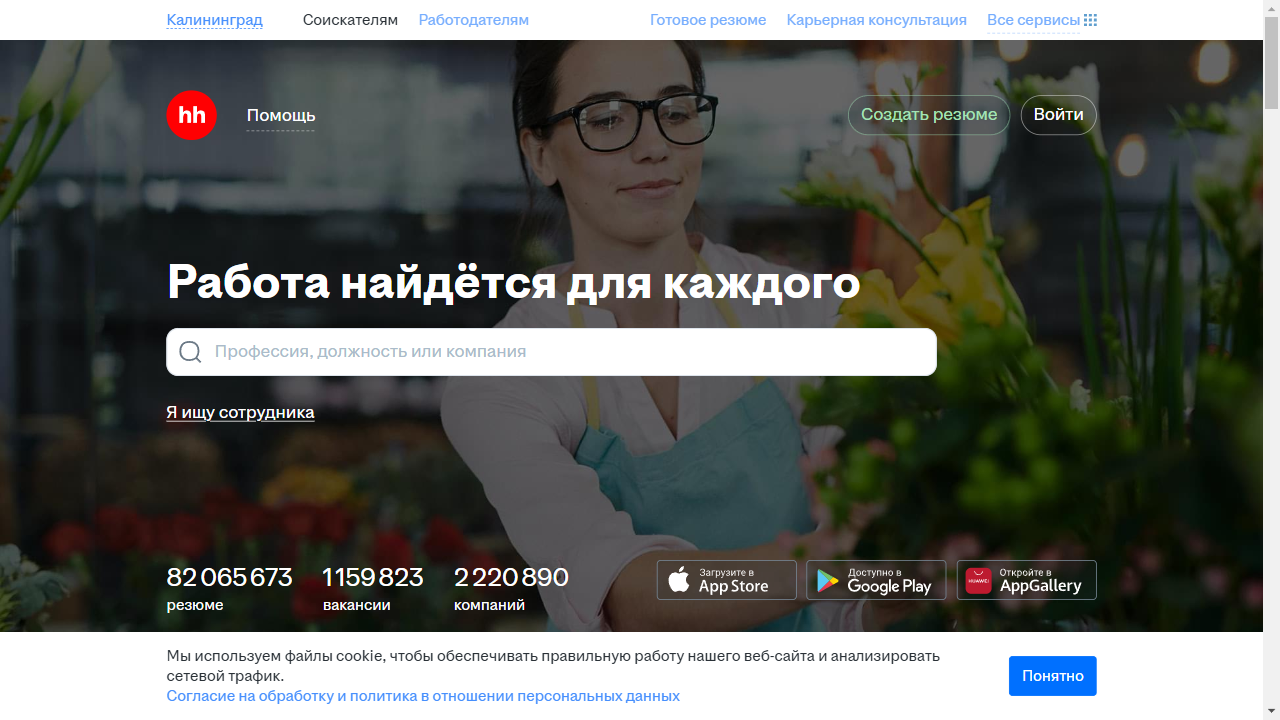 Калининград Соискателям Работодателям Готовое резюме Карьерная консультация Все сервисы
hh Помощь Создать резюме Войти
Работа найдётся для каждого
Профессия, должность или компания
Я ищу сотрудника
82 065 673 1 159 823 2 220 890
резюме вакансии компаний
Загрузите в App Store
Доступно в Google Play
HUAWEI Откройте в AppGallery
Мы используем файлы cookie, чтобы обеспечивать правильную работу нашего веб-сайта и анализировать
сетевой трафик.
Согласие на обработку и политика в отношении персональных данных
Понятно